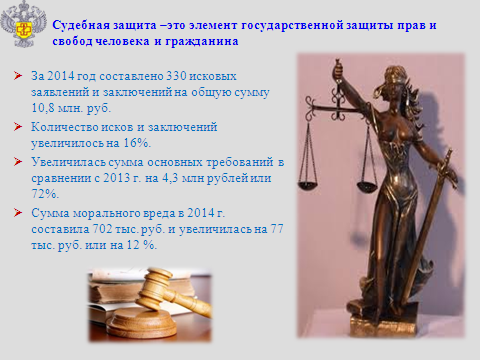 Судебная защита –это элемент государственной защиты прав и
свобод человека и гражданина
За 2014 год составлено 330 исковых
заявлений и заключений на общую сумму
10,8 млн. руб.
Количество исков и заключений
увеличилось на 16%.
Увеличилась сумма основных требований в
сравнении с 2013 г. на 4,3 млн рублей или
72%.
Сумма морального вреда в 2014 г.
составила 702 тыс. руб. и увеличилась на 77
тыс. руб. или на 12 %.